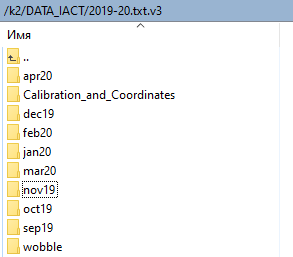 /k2/DATA_IACT/2019-20.txt.v3
Имя
..
apr20
Calibration_and_Coordinates
dec19
feb20
jan20
mar20
nov19
oct19
sep19
wobble